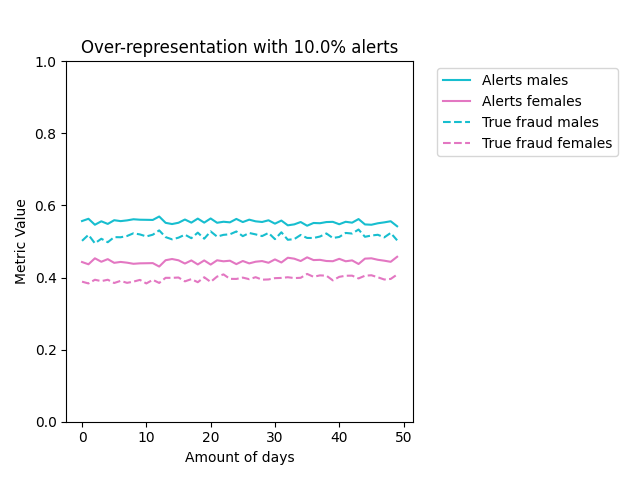 Over-representation with 10.0% alerts
1.0
0.8
0.6
0.4
0.2
0.0
Metric Value
0 10 20 30 40 50
Amount of days
Alerts males
Alerts females
True fraud males
True fraud females